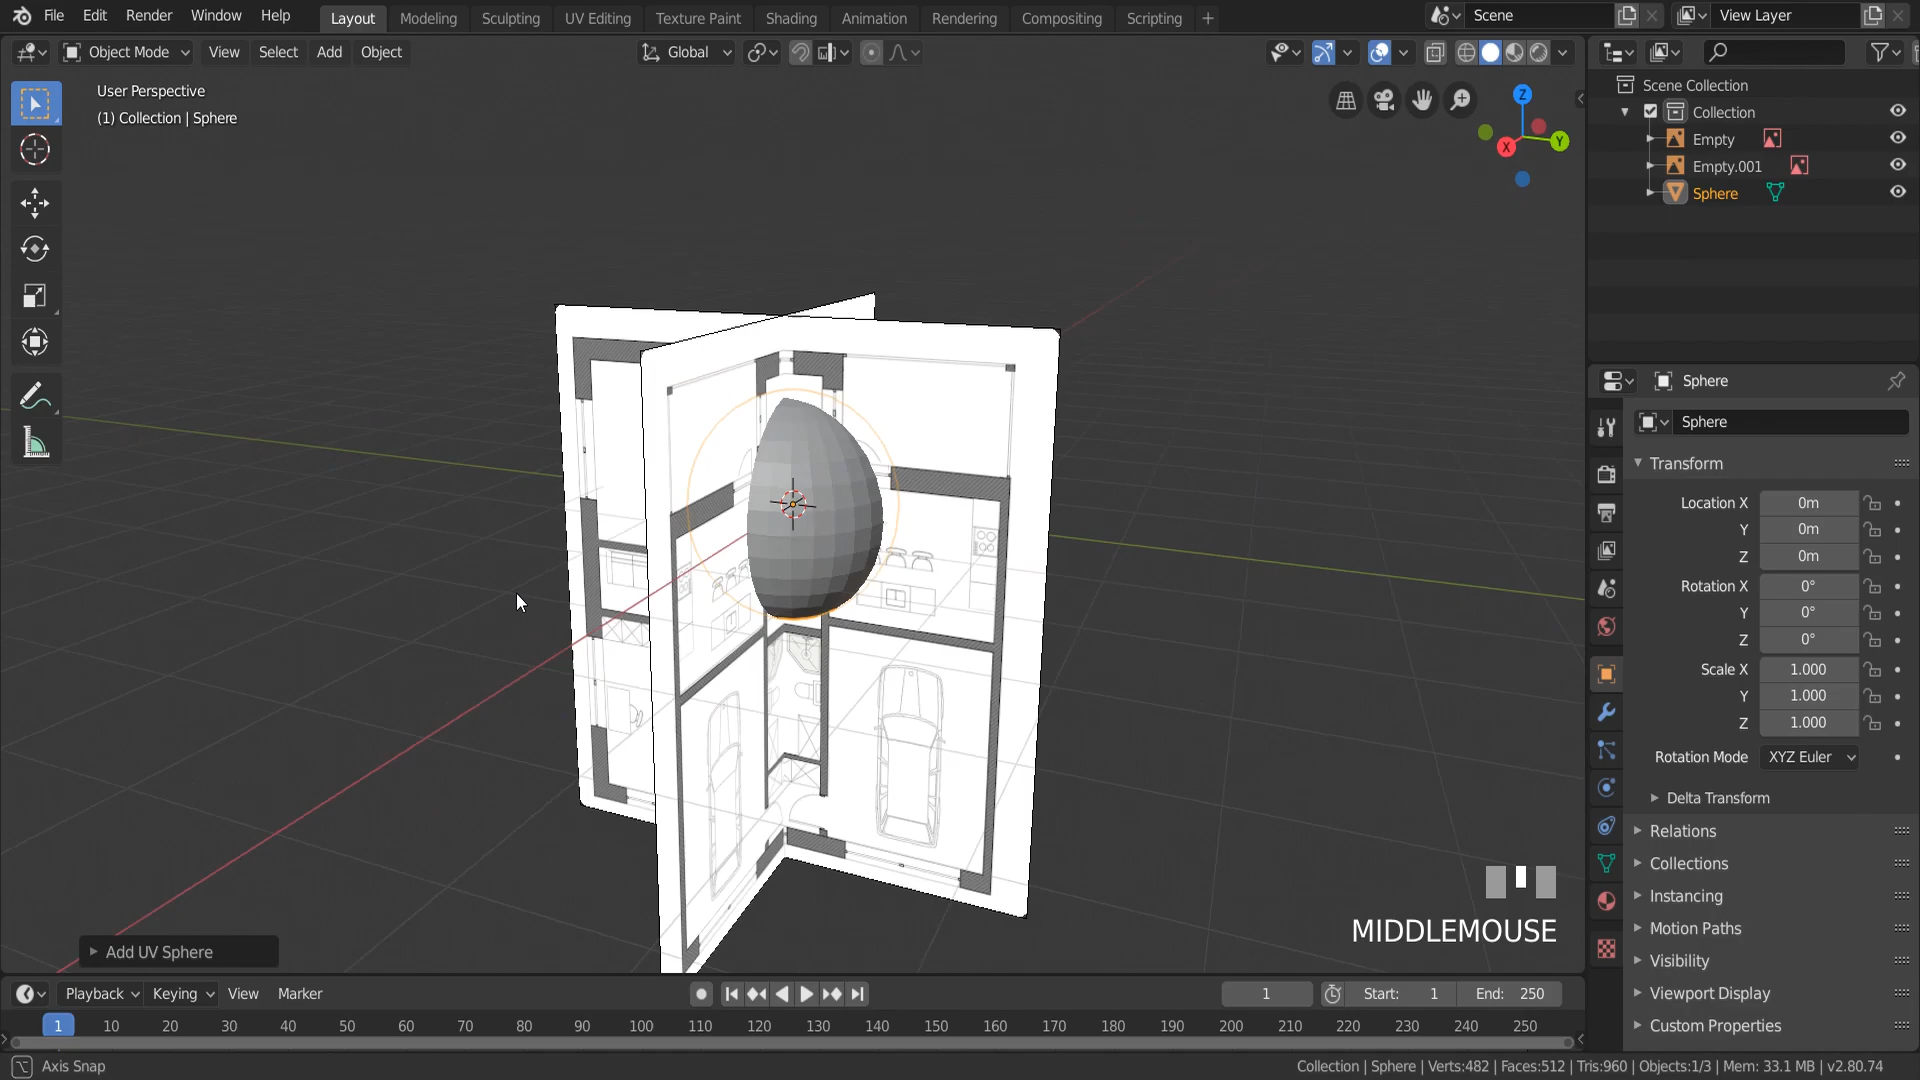 File Edit Render Window Help Layout Modeling Sculpting UV Editing Texture Paint Shading Animation Rendering Compositing Scripting + Scene View Layer
Object Mode View Select Add Object Global
User Perspective
(1) Collection | Sphere
Z
Y
X
Scene Collection
Collection
Empty
Empty.001
Sphere
Sphere
Sphere
Transform
Location X 0m
Y 0m
Z 0m
Rotation X 0°
Y 0°
Z 0°
Scale X 1.000
Y 1.000
Z 1.000
Rotation Mode XYZ Euler
Delta Transform
Relations
Collections
Instancing
Motion Paths
Visibility
Viewport Display
Custom Properties
MIDDLEMOUSE
Add UV Sphere
Playback Keying View Marker 1 Start: 1 End: 250
1 10 20 30 40 50 60 70 80 90 100 110 120 130 140 150 160 170 180 190 200 210 220 230 240 250
Axis Snap
Collection | Sphere | Verts:482 | Faces:512 | Tris:960 | Objects:1/3 | Mem: 33.1 MB | v2.80.74